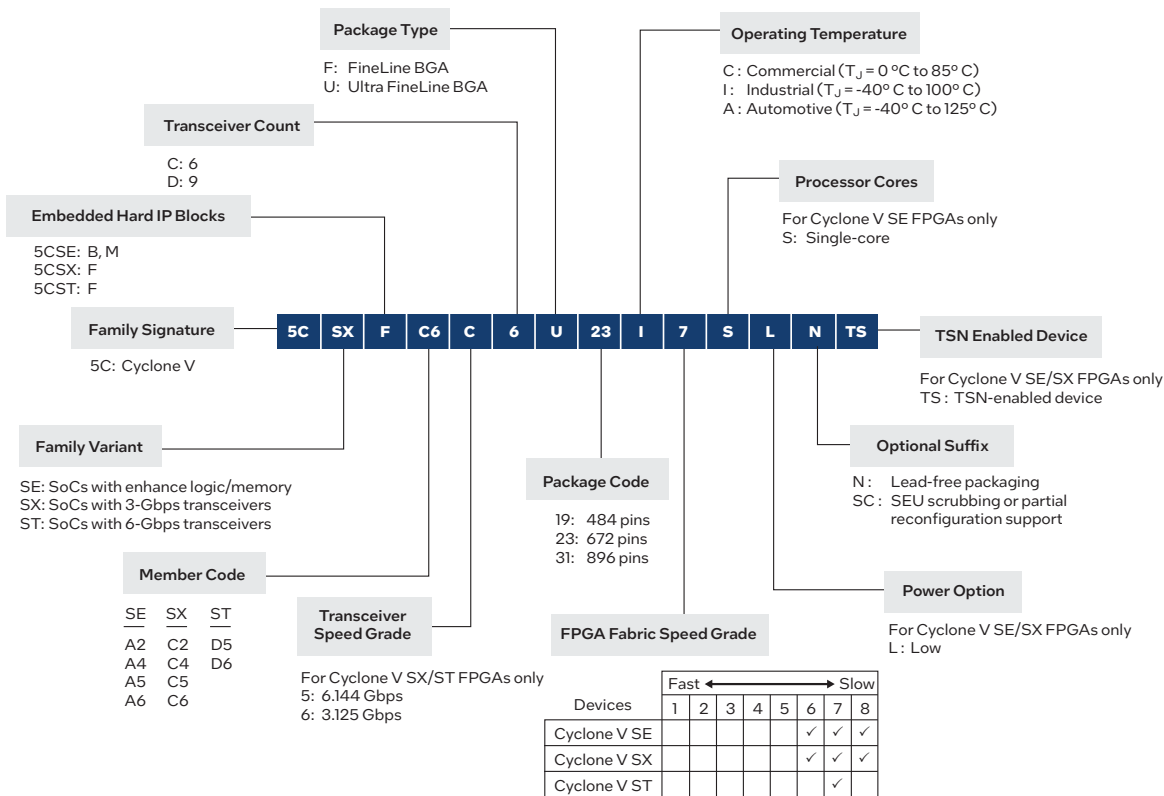 Package Type
F: FineLine BGA
U: Ultra FineLine BGA
Operating Temperature
C : Commercial (TJ = 0 ºC to 85º C)
I : Industrial (TJ = -40º C to 100º C)
A : Automotive (TJ = -40º C to 125º C)
Transceiver Count
C: 6
D: 9
Processor Cores
For Cyclone V SE FPGAs only
S: Single-core
Embedded Hard IP Blocks
5CSE: B, M
5CSX: F
5CST: F
Family Signature
5C: Cyclone V
5C SX F C6 C 6 U 23 I 7 S L N TS
TSN Enabled Device
For Cyclone V SE/SX FPGAs only
TS : TSN-enabled device
Family Variant
SE: SoCs with enhance logic/memory
SX: SoCs with 3-Gbps transceivers
ST: SoCs with 6-Gbps transceivers
Package Code
19: 484 pins
23: 672 pins
31: 896 pins
Optional Suffix
N : Lead-free packaging
SC : SEU scrubbing or partial
reconfiguration support
Member Code
SE SX ST
A2 C2 D5
A4 C4 D6
A5 C5
A6 C6
Transceiver
Speed Grade
For Cyclone V SX/ST FPGAs only
5: 6.144 Gbps
6: 3.125 Gbps
FPGA Fabric Speed Grade
Fast Slow
Devices 1 2 3 4 5 6 7 8
Cyclone V SE ✓ ✓ ✓
Cyclone V SX ✓ ✓ ✓
Cyclone V ST ✓
Power Option
For Cyclone V SE/SX FPGAs only
L : Low